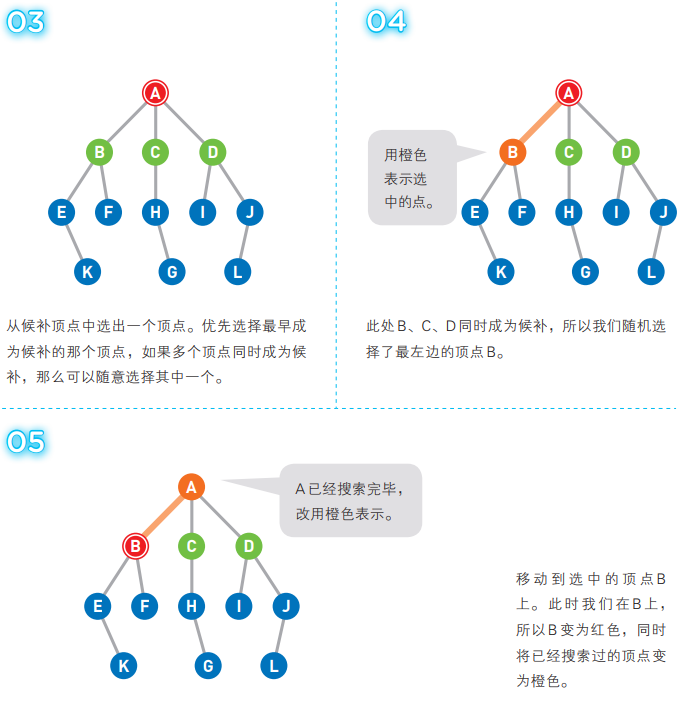 03
A
B C D
E F H I J
K G L
从候补顶点中选出一个顶点。优先选择最早成
为候补的那个顶点，如果多个顶点同时成为候
补，那么可以随意选择其中一个。
04
A
用橙色
表示选
中的点。
B C D
E F H I J
K G L
此处B、C、D同时成为候补，所以我们随机选
择了最左边的顶点B。
05
A
A已经搜索完毕，
改用橙色表示。
B C D
E F H I J
K G L
移动到选中的顶点B
上。此时我们在B上，
所以B变为红色，同时
将已经搜索过的顶点变
为橙色。